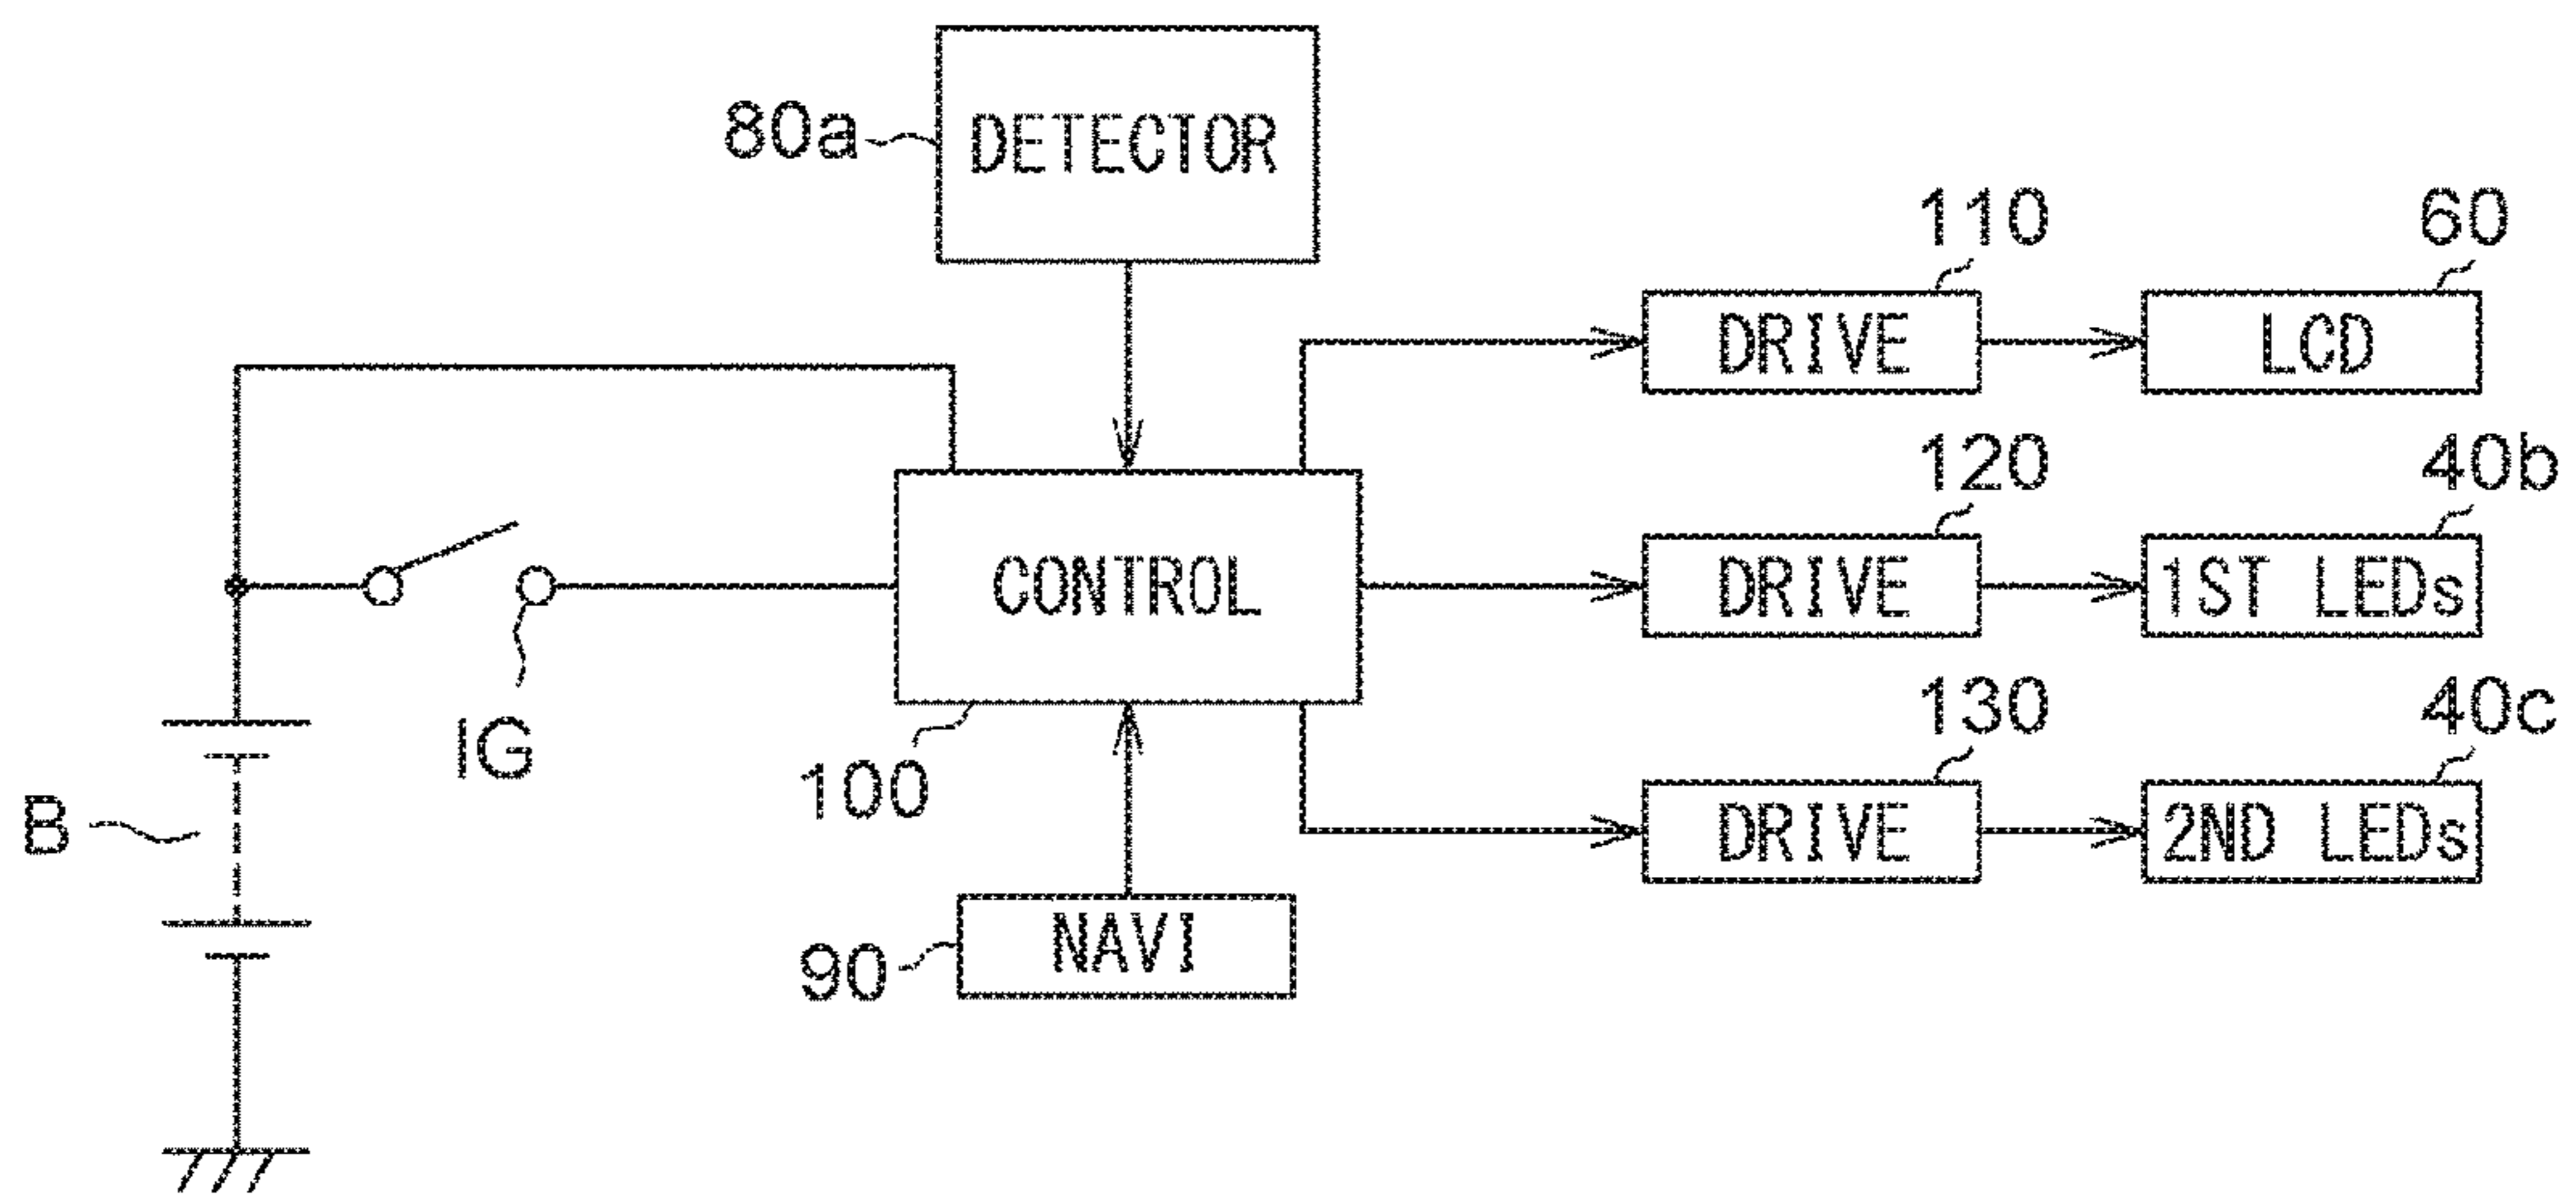 80a
DETECTOR
110
60
DRIVE
LCD
120
40b
CONTROL
DRIVE
1ST LEDs
IG
100
130
40c
B
DRIVE
2ND LEDs
90
NAVI